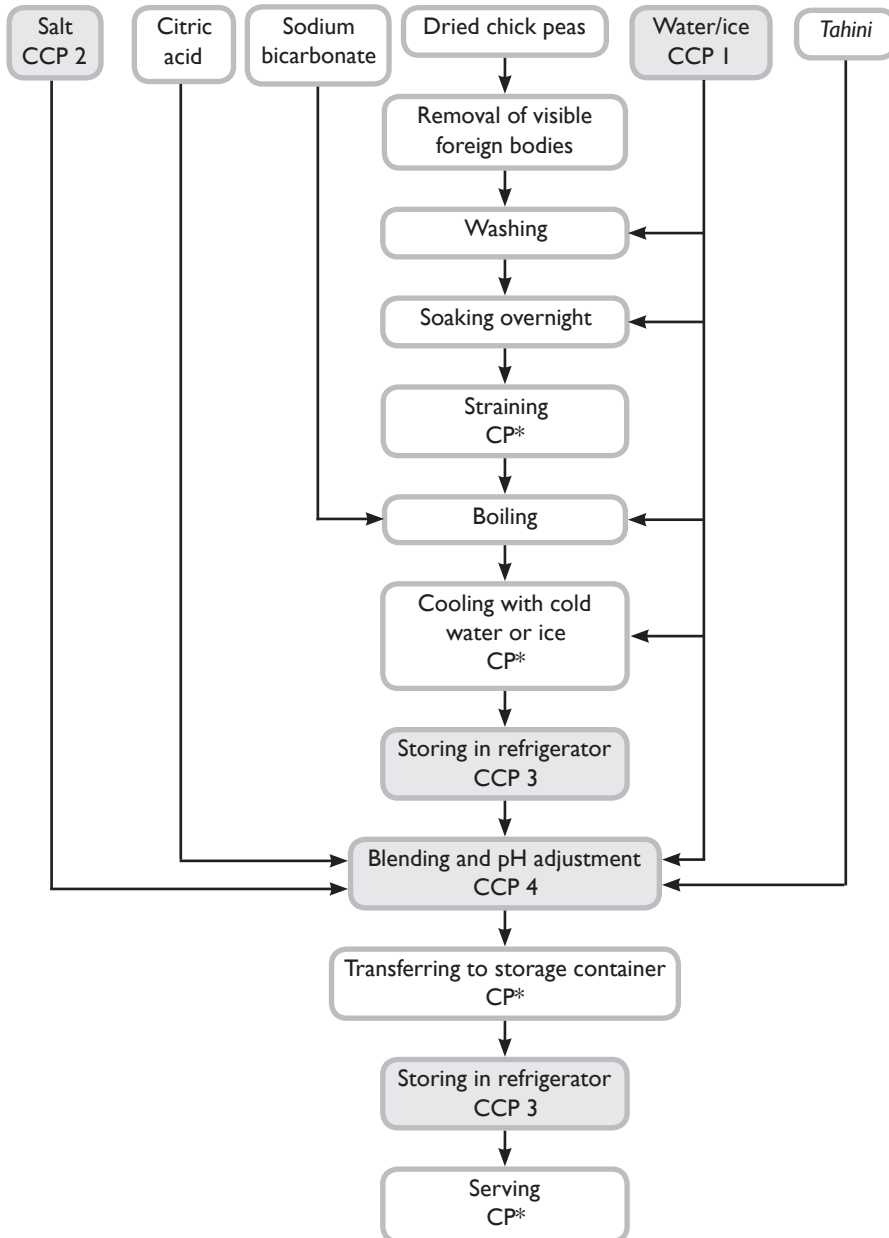 Salt
CCP 2
Citric
acid
Sodium
bicarbonate
Dried chick peas
Water/ice
CCP 1
Tahini
Removal of visible
foreign bodies
Washing
Soaking overnight
Straining
CP*
Boiling
Cooling with cold
water or ice
CP*
Storing in refrigerator
CCP 3
Blending and pH adjustment
CCP 4
Transferring to storage container
CP*
Storing in refrigerator
CCP 3
Serving
CP*